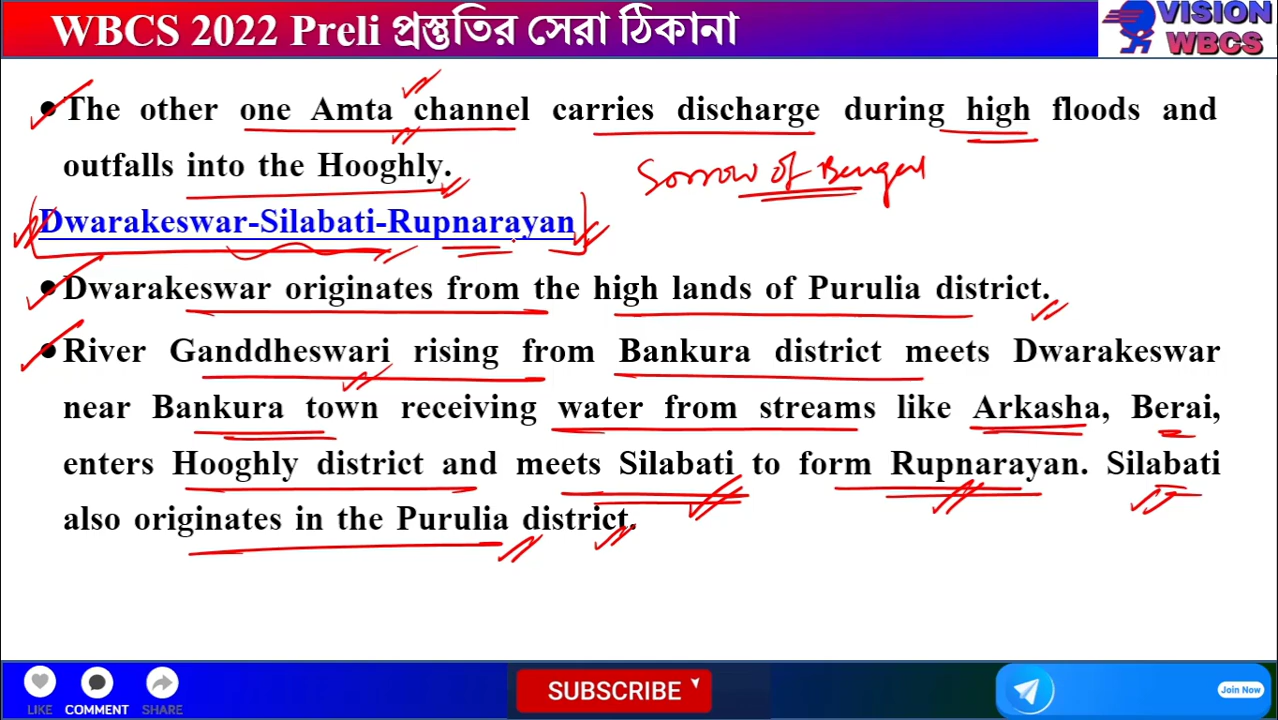 WBCS 2022 Preli প্রস্তুতির সেরা ঠিকানা
VISION
WBCS
• The other one Amta channel carries discharge during high floods and
outfalls into the Hooghly.
Sorrow of Bengal
Dwarakeswar-Silabati-Rupnarayan
• Dwarakeswar originates from the high lands of Purulia district.
• River Ganddheswari rising from Bankura district meets Dwarakeswar
near Bankura town receiving water from streams like Arkasha, Berai,
enters Hooghly district and meets Silabati to form Rupnarayan. Silabati
also originates in the Purulia district.
LIKE COMMENT SHARE
SUBSCRIBE
Join Now